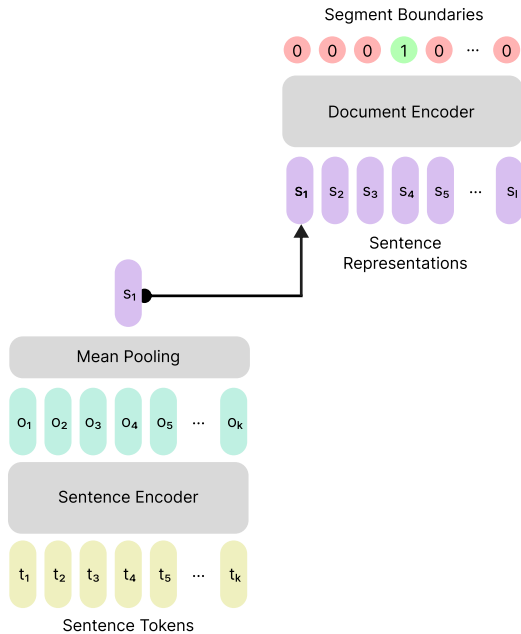 Segment Boundaries
0 0 0 1 0 ... 0
Document Encoder
s₁ s₂ s₃ s₄ s₅ ... sₗ
Sentence
Representations
s₁
Mean Pooling
o₁ o₂ o₃ o₄ o₅ ... oₖ
Sentence Encoder
t₁ t₂ t₃ t₄ t₅ ... tₖ
Sentence Tokens